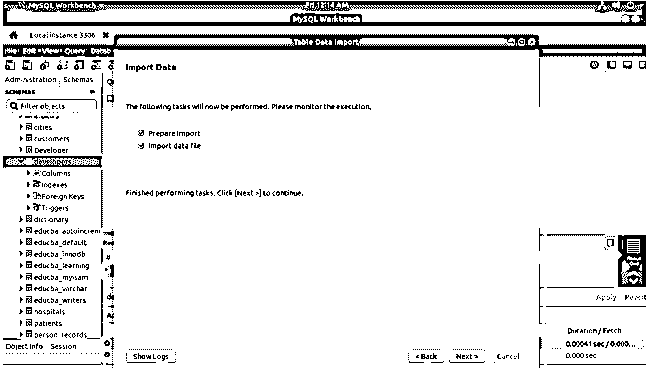 MySQL Workbench
Fri 12:14 AM
MySQL Workbench
Local instance 3306
File Edit View Query
Table Data Import
Administration Schemas
SCHEMAS
Filter objects
cities
customers
Developer
Columns
Indexes
Foreign Keys
Triggers
dictionary
educba_autoincrem
educba_default
educba_innodb
educba_learning
educba_myisam
educba_varchar
educba_writers
hospitals
patients
person_records
Object Info Session
Import Data
The following tasks will now be performed. Please monitor the execution.
Prepare Import
Import data file
Finished performing tasks. Click [Next >] to continue.
Show Logs
< Back
Next >
Cancel
Apply Revert
Duration / Fetch
0.00041 sec / 0.000...
0.000 sec